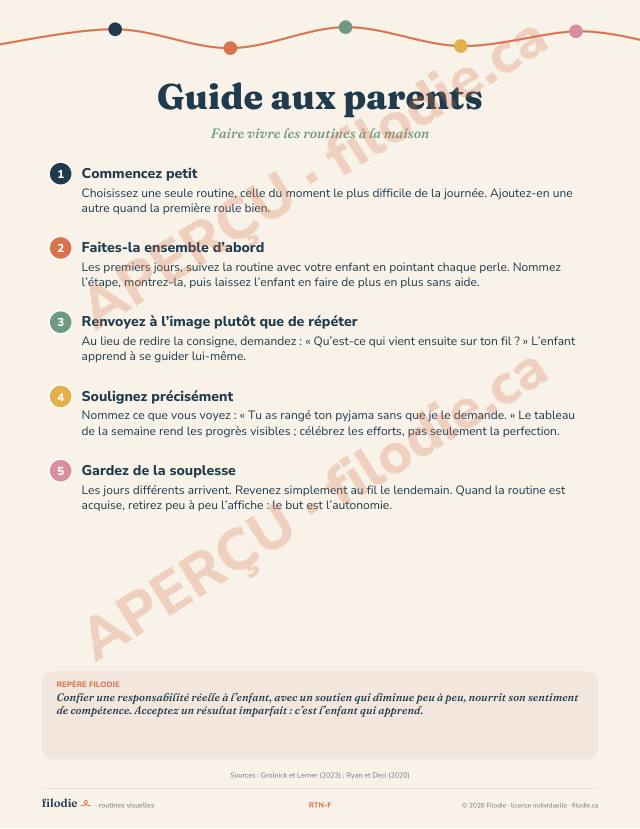 Guide aux parents
Faire vivre les routines à la maison
1 Commencez petit
Choisissez une seule routine, celle du moment le plus difficile de la journée. Ajoutez-en une
autre quand la première roule bien.
2 Faites-la ensemble d’abord
Les premiers jours, suivez la routine avec votre enfant en pointant chaque perle. Nommez
l’étape, montrez-la, puis laissez l’enfant en faire de plus en plus sans aide.
3 Renvoyez à l’image plutôt que de répéter
Au lieu de redire la consigne, demandez : « Qu’est-ce qui vient ensuite sur ton fil ? » L’enfant
apprend à se guider lui-même.
4 Soulignez précisément
Nommez ce que vous voyez : « Tu as rangé ton pyjama sans que je le demande. » Le tableau
de la semaine rend les progrès visibles ; célébrez les efforts, pas seulement la perfection.
5 Gardez de la souplesse
Les jours différents arrivent. Revenez simplement au fil le lendemain. Quand la routine est
acquise, retirez peu à peu l’affiche : le but est l’autonomie.
APERÇU · filodie.ca
APERÇU · filodie.ca
REPÈRE FILODIE
Confier une responsabilité réelle à l’enfant, avec un soutien qui diminue peu à peu, nourrit son sentiment
de compétence. Acceptez un résultat imparfait : c’est l’enfant qui apprend.
Sources : Grolnick et Lerner (2023) ; Ryan et Deci (2020)
filodie · routines visuelles
RTN-F
© 2026 Filodie · licence individuelle · filodie.ca